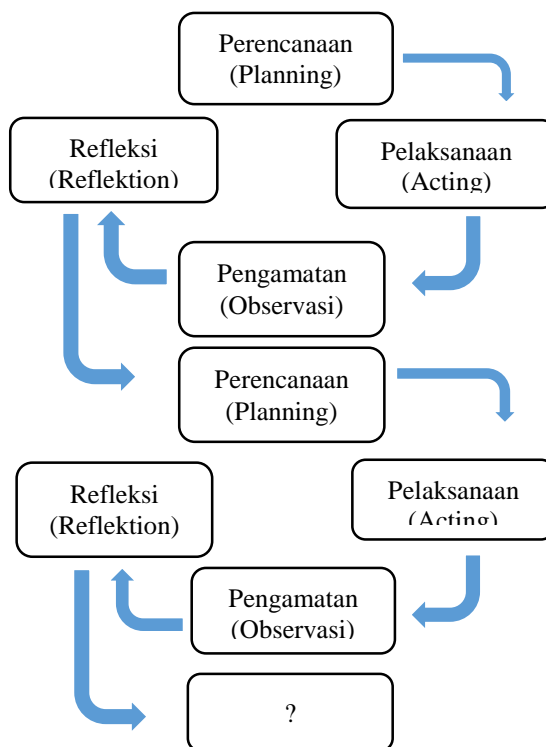 Perencanaan
(Planning)
Refleksi
(Reflektion)
Pelaksanaan
(Acting)
Pengamatan
(Observasi)
Perencanaan
(Planning)
Refleksi
(Reflektion)
Pelaksanaan
(Acting)
Pengamatan
(Observasi)
?